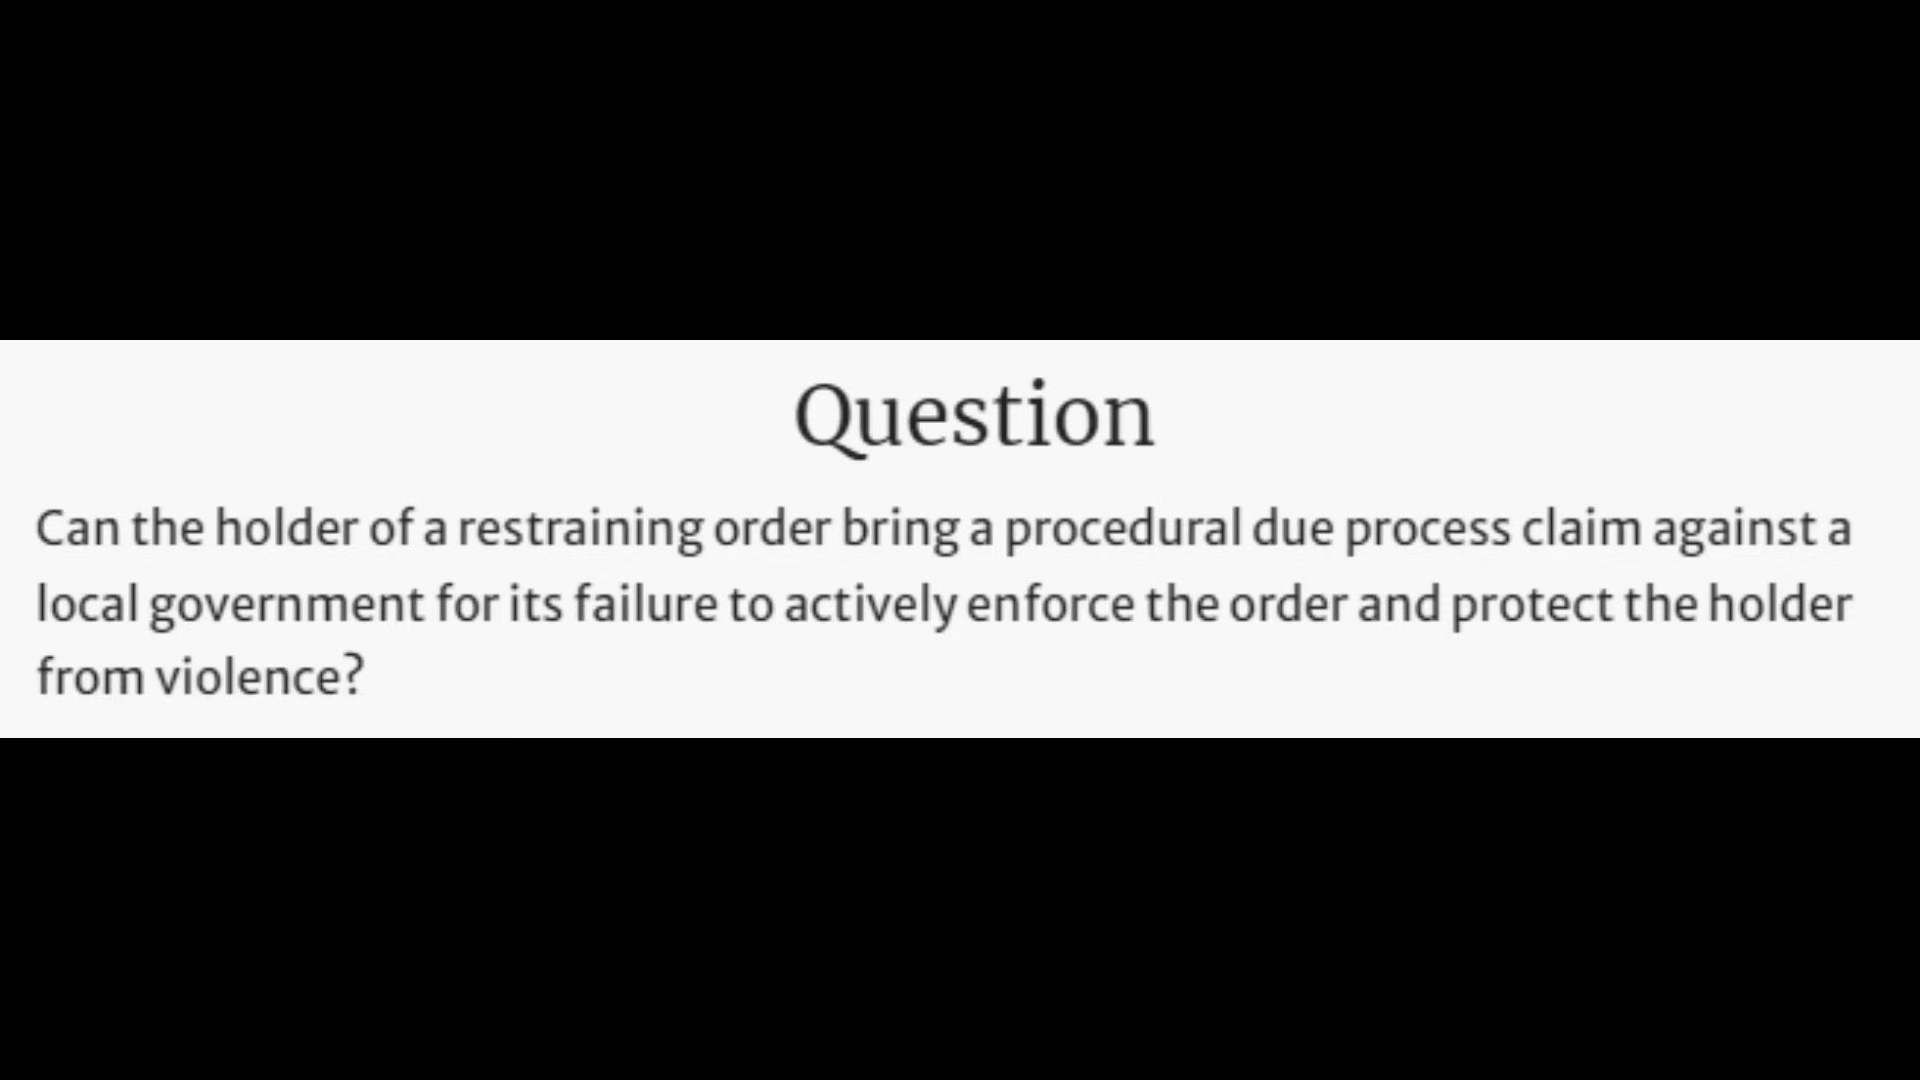 Question
Can the holder of a restraining order bring a procedural due process claim against a
local government for its failure to actively enforce the order and protect the holder
from violence?